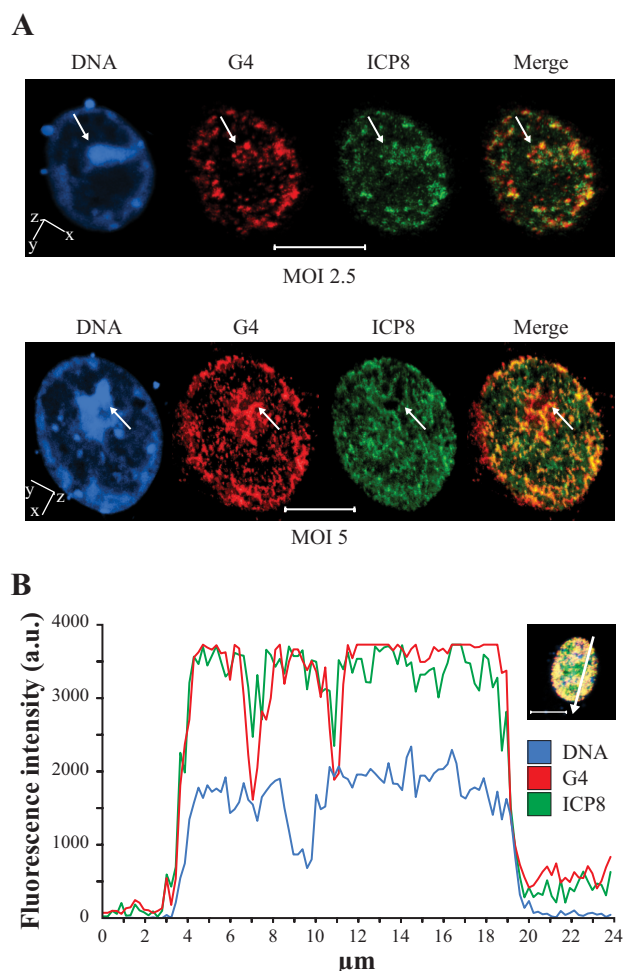 A
DNA G4 ICP8 Merge
z
y x
MOI 2.5
DNA G4 ICP8 Merge
y z
x
MOI 5
B
Fluorescence intensity (a.u.)
4000
3000
2000
1000
0
DNA
G4
ICP8
0 2 4 6 8 10 12 14 16 18 20 22 24
µm